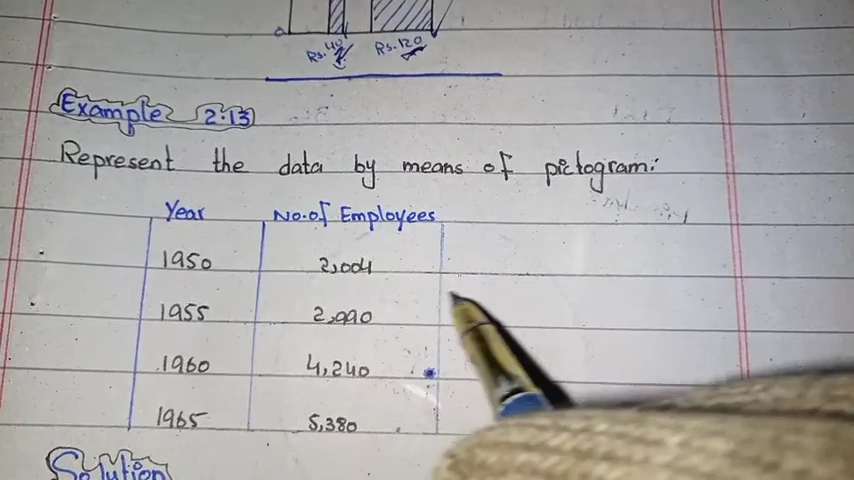 Rs.40 Rs.120
Example 2.13
Represent the data by means of pictogram:
Year No.of Employees
1950 2,004
1955 2,990
1960 4,240
1965 5,380
Solution